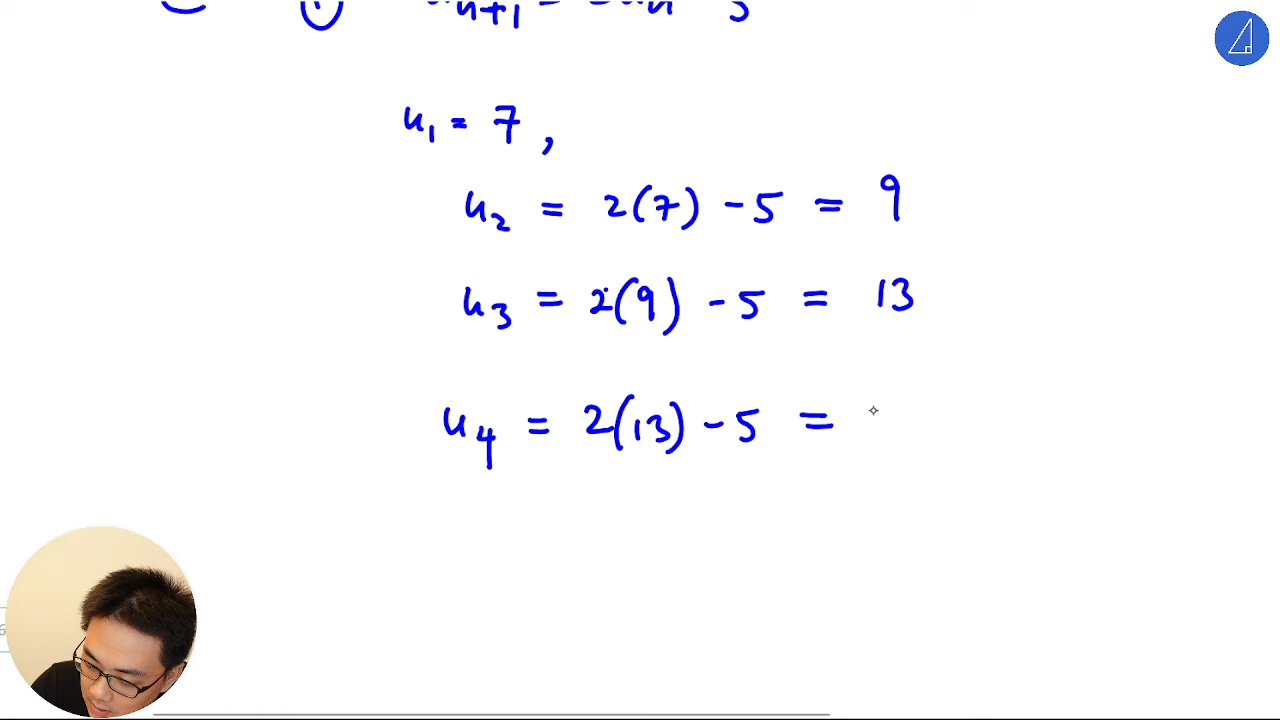 u₁ = 7,
u₂ = 2(7) - 5 = 9
u₃ = 2(9) - 5 = 13
u₄ = 2(13) - 5 =